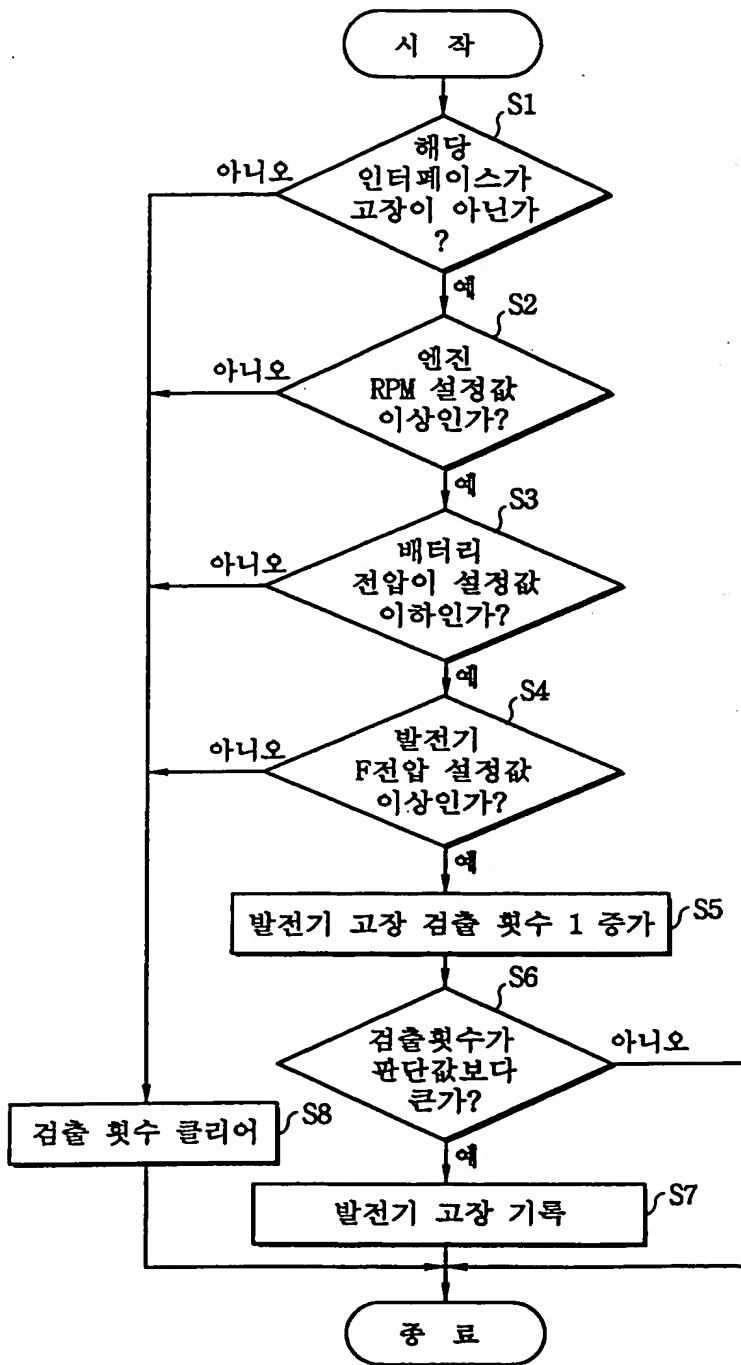 시 작
S1
해당
인터페이스가
고장이 아닌가
?
아니오
예
S2
엔진
RPM 설정값
이상인가?
아니오
예
S3
배터리
전압이 설정값
이하인가?
아니오
예
S4
발전기
F전압 설정값
이상인가?
아니오
예
발전기 고장 검출 횟수 1 증가
S5
S6
검출횟수가
판단값보다
큰가?
아니오
예
검출 횟수 클리어
S8
발전기 고장 기록
S7
종 료